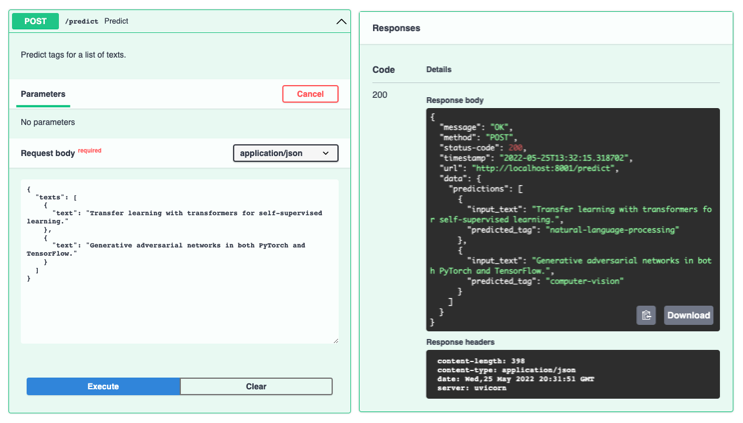 POST /predict Predict
Predict tags for a list of texts.
Parameters
Cancel
No parameters
Request body required
application/json
{
"texts": [
{
"text": "Transfer learning with transformers for self-supervised
learning."
},
{
"text": "Generative adversarial networks in both PyTorch and
TensorFlow."
}
]
}
Execute
Clear
Responses
Code Details
200
Response body
{
"message": "OK",
"method": "POST",
"status-code": 200,
"timestamp": "2022-05-25T13:32:15.318702",
"url": "http://localhost:8001/predict",
"data": {
"predictions": [
{
"input_text": "Transfer learning with transformers fo
r self-supervised learning.",
"predicted_tag": "natural-language-processing"
},
{
"input_text": "Generative adversarial networks in bot
h PyTorch and TensorFlow.",
"predicted_tag": "computer-vision"
}
]
}
}
Download
Response headers
content-length: 398
content-type: application/json
date: Wed,25 May 2022 20:31:51 GMT
server: uvicorn